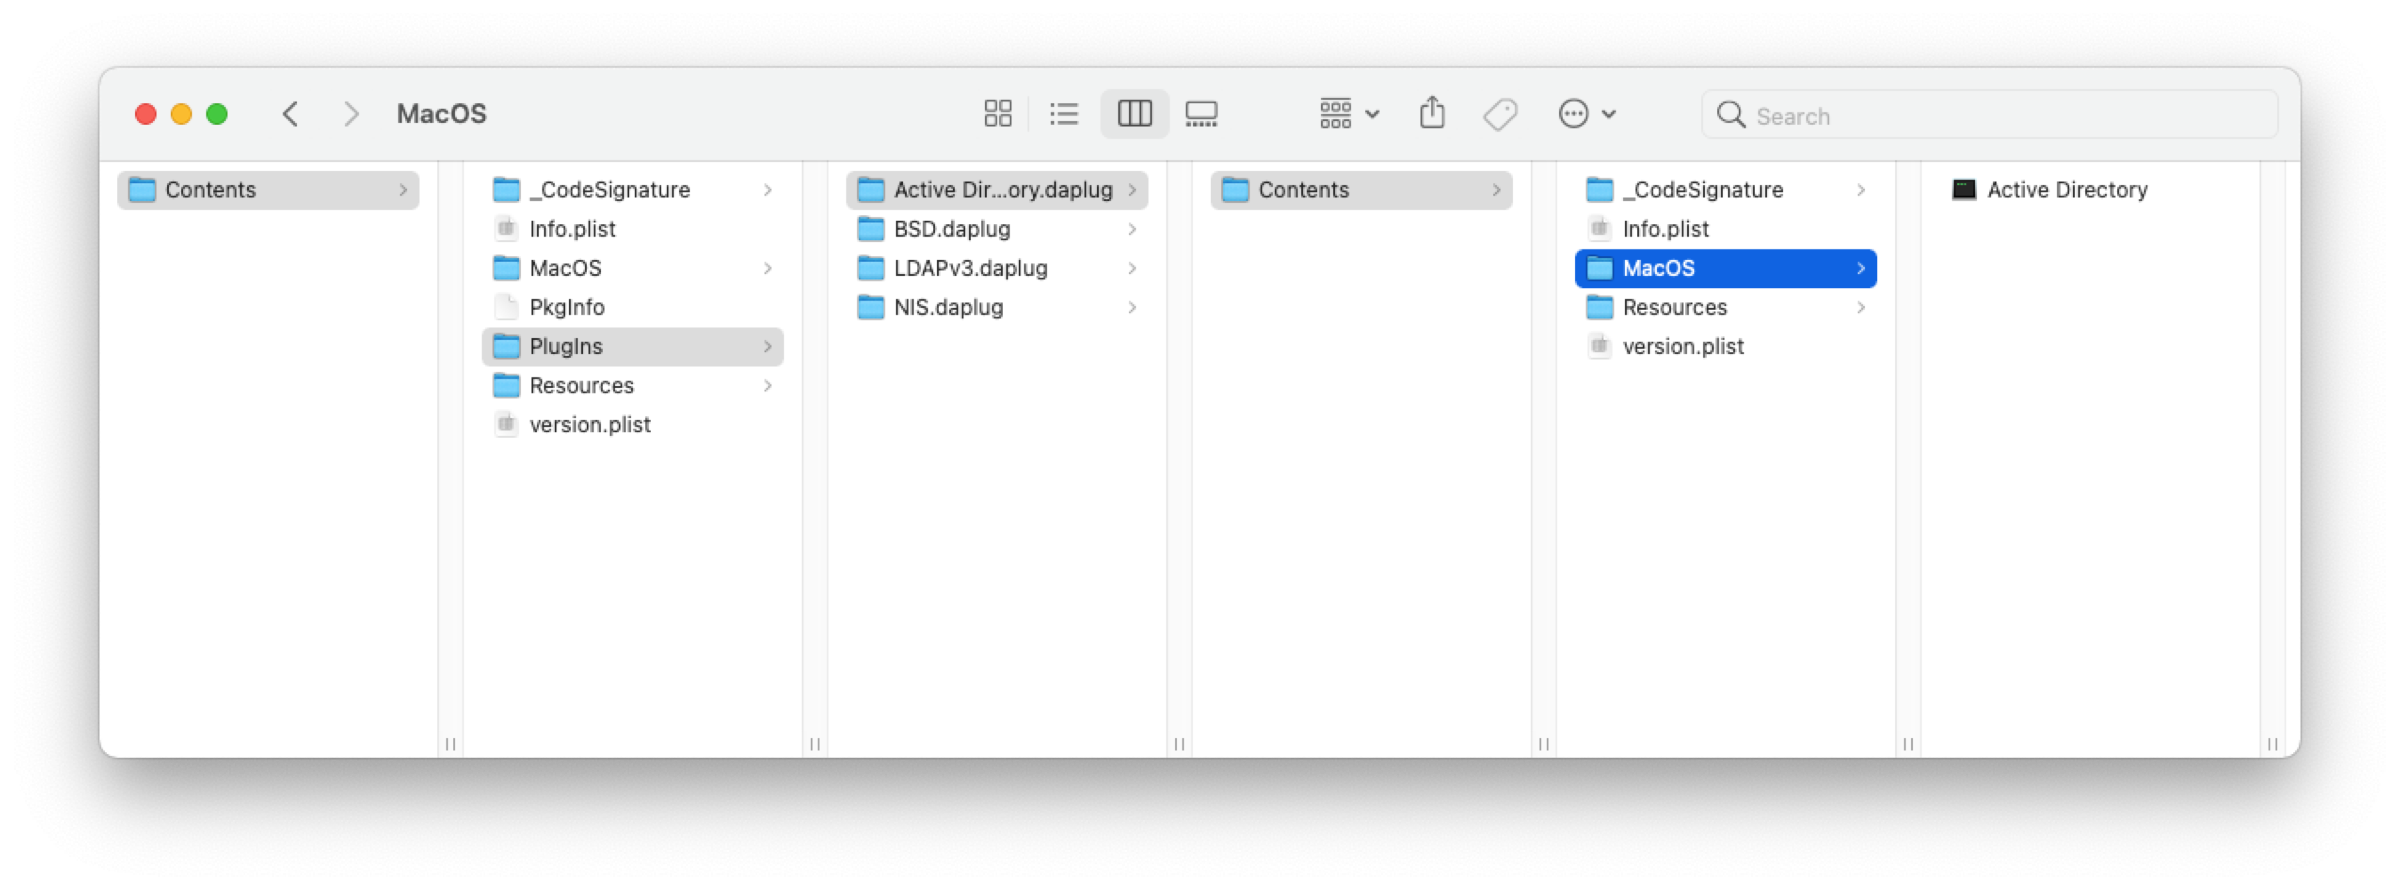 MacOS
Search
Contents
_CodeSignature
Info.plist
MacOS
PkgInfo
PlugIns
Resources
version.plist
Active Dir...ory.daplug
BSD.daplug
LDAPv3.daplug
NIS.daplug
Contents
_CodeSignature
Info.plist
MacOS
Resources
version.plist
Active Directory